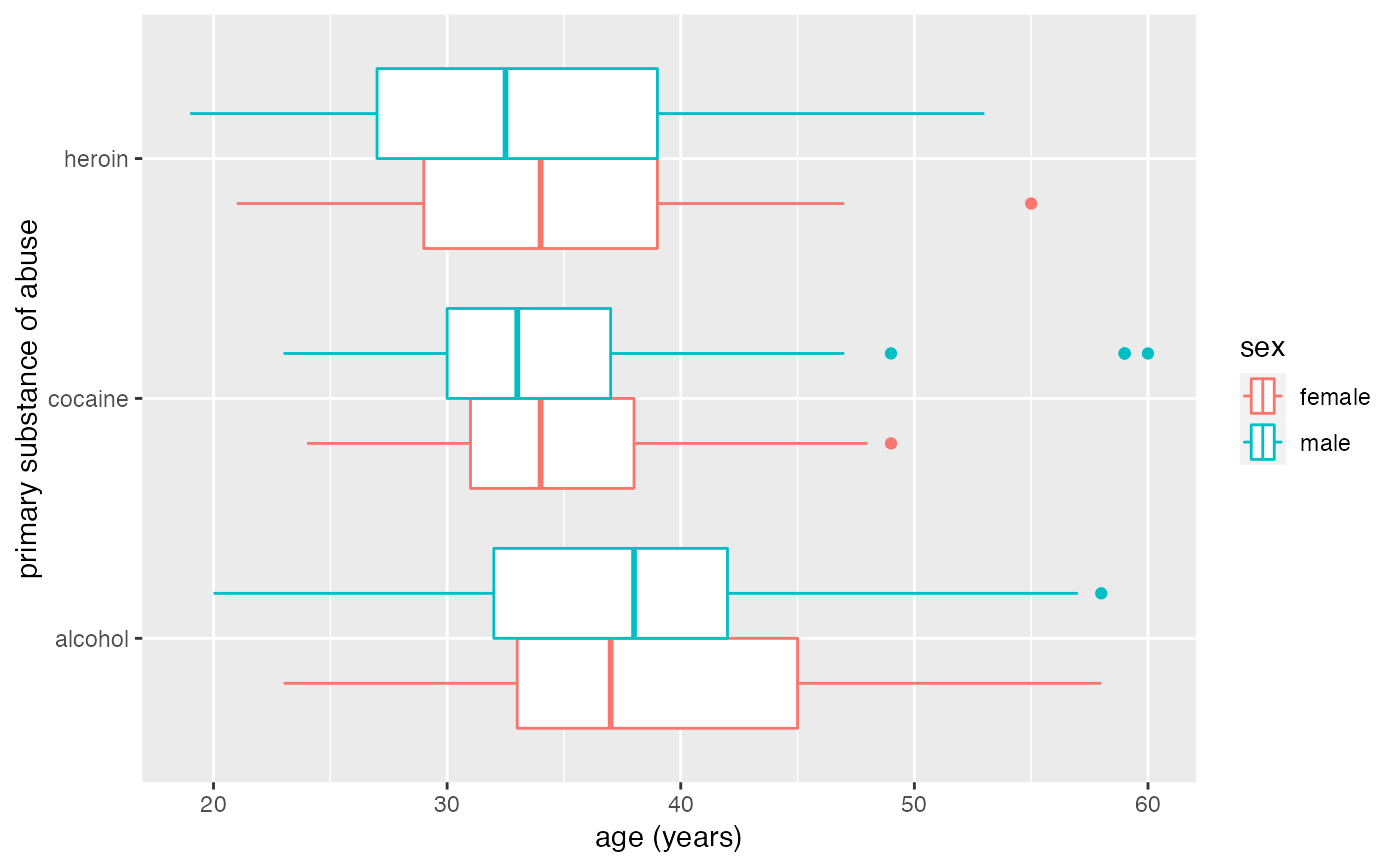 primary substance of abuse
heroin
cocaine
alcohol
20 30 40 50 60
age (years)
sex
female
male